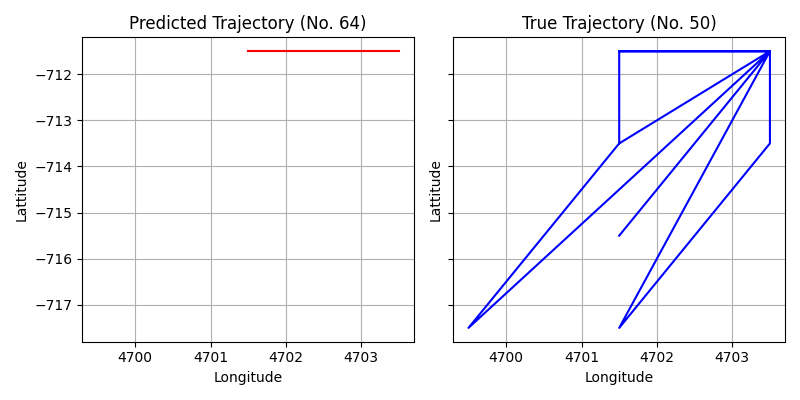 Predicted Trajectory (No. 64)
True Trajectory (No. 50)
Lattitude
−712
−713
−714
−715
−716
−717
4700
4701
4702
4703
Longitude
Lattitude
4700
4701
4702
4703
Longitude